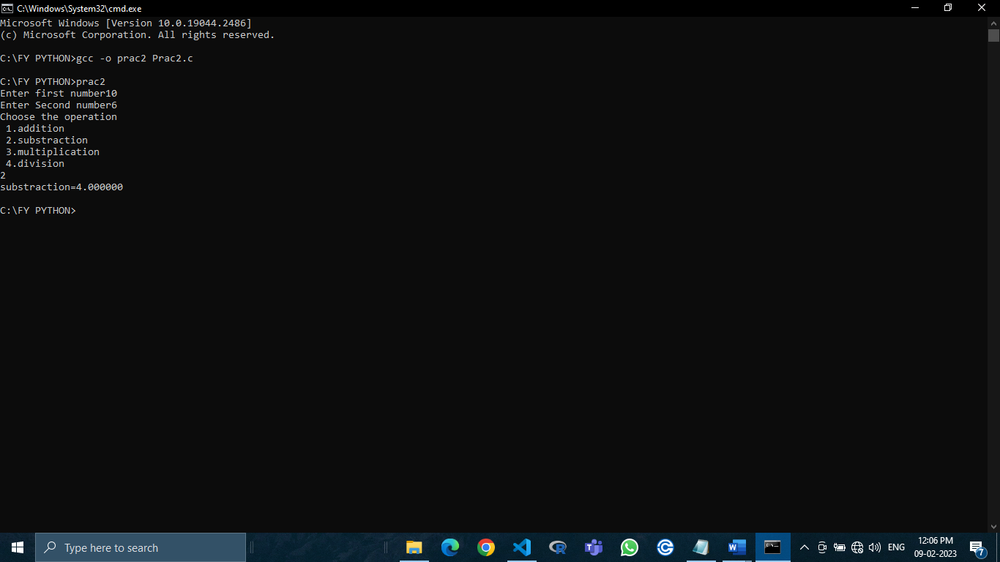 C:\Windows\System32\cmd.exe
Microsoft Windows [Version 10.0.19044.2486]
(c) Microsoft Corporation. All rights reserved.
C:\FY PYTHON>gcc -o prac2 Prac2.c
C:\FY PYTHON>prac2
Enter first number10
Enter Second number6
Choose the operation
1.addition
2.substraction
3.multiplication
4.division
2
substraction=4.000000
C:\FY PYTHON>
Type here to search
ENG
12:06 PM
09-02-2023
7